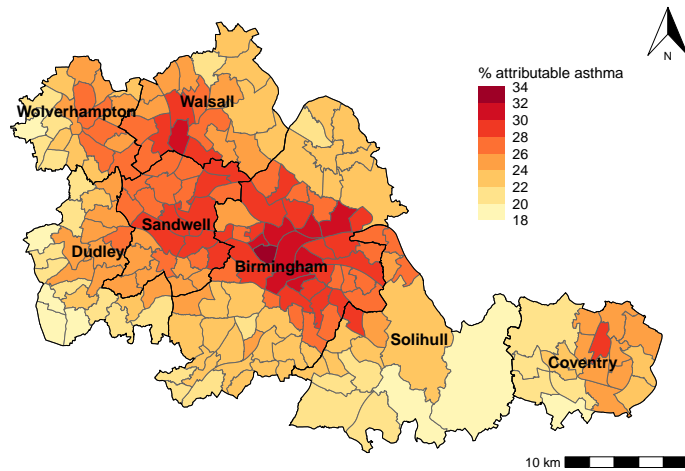 N
% attributable asthma
34
32
30
28
26
24
22
20
18
Walsall
Wolverhampton
Sandwell
Dudley
Birmingham
Solihull
Coventry
10 km